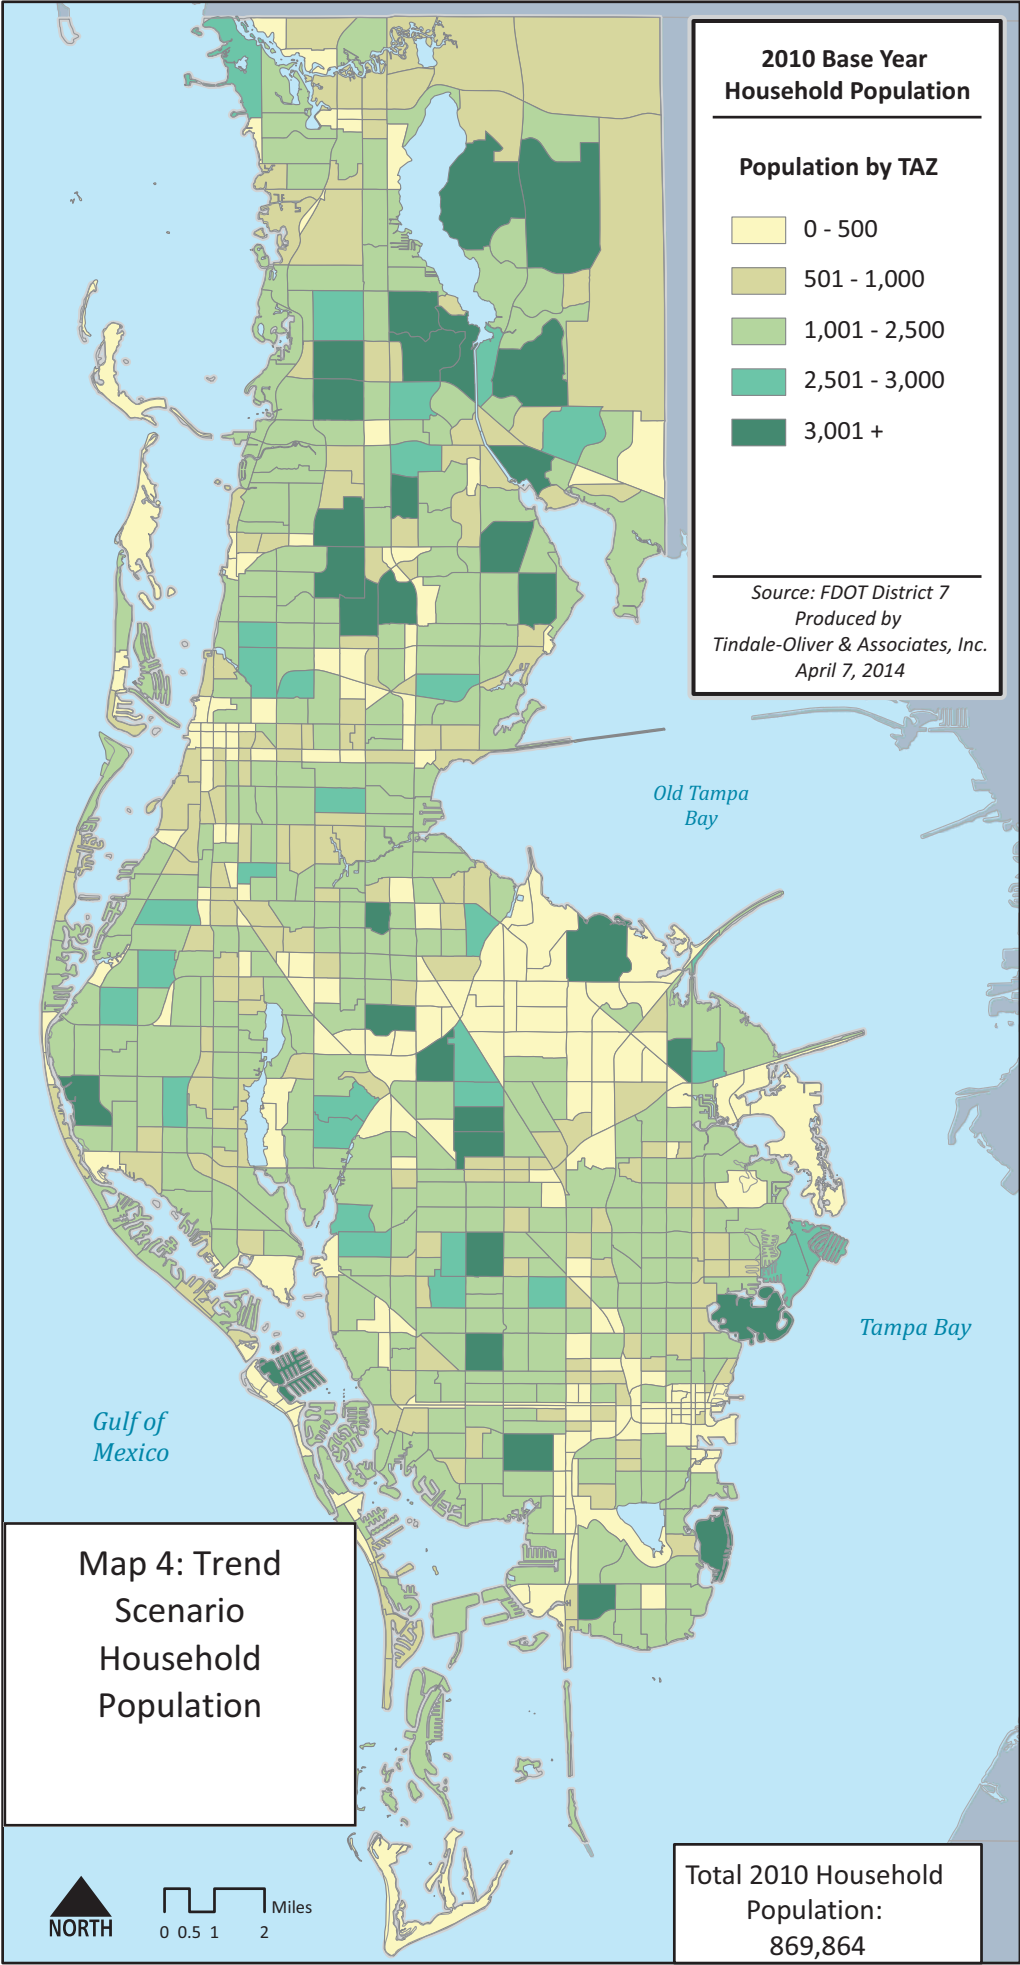 2010 Base Year
Household Population
Population by TAZ
0 - 500
501 - 1,000
1,001 - 2,500
2,501 - 3,000
3,001 +
Source: FDOT District 7
Produced by
Tindale-Oliver & Associates, Inc.
April 7, 2014
Old Tampa
Bay
Tampa Bay
Gulf of
Mexico
Map 4: Trend
Scenario
Household
Population
NORTH
Miles
0 0.5 1 2
Total 2010 Household
Population:
869,864